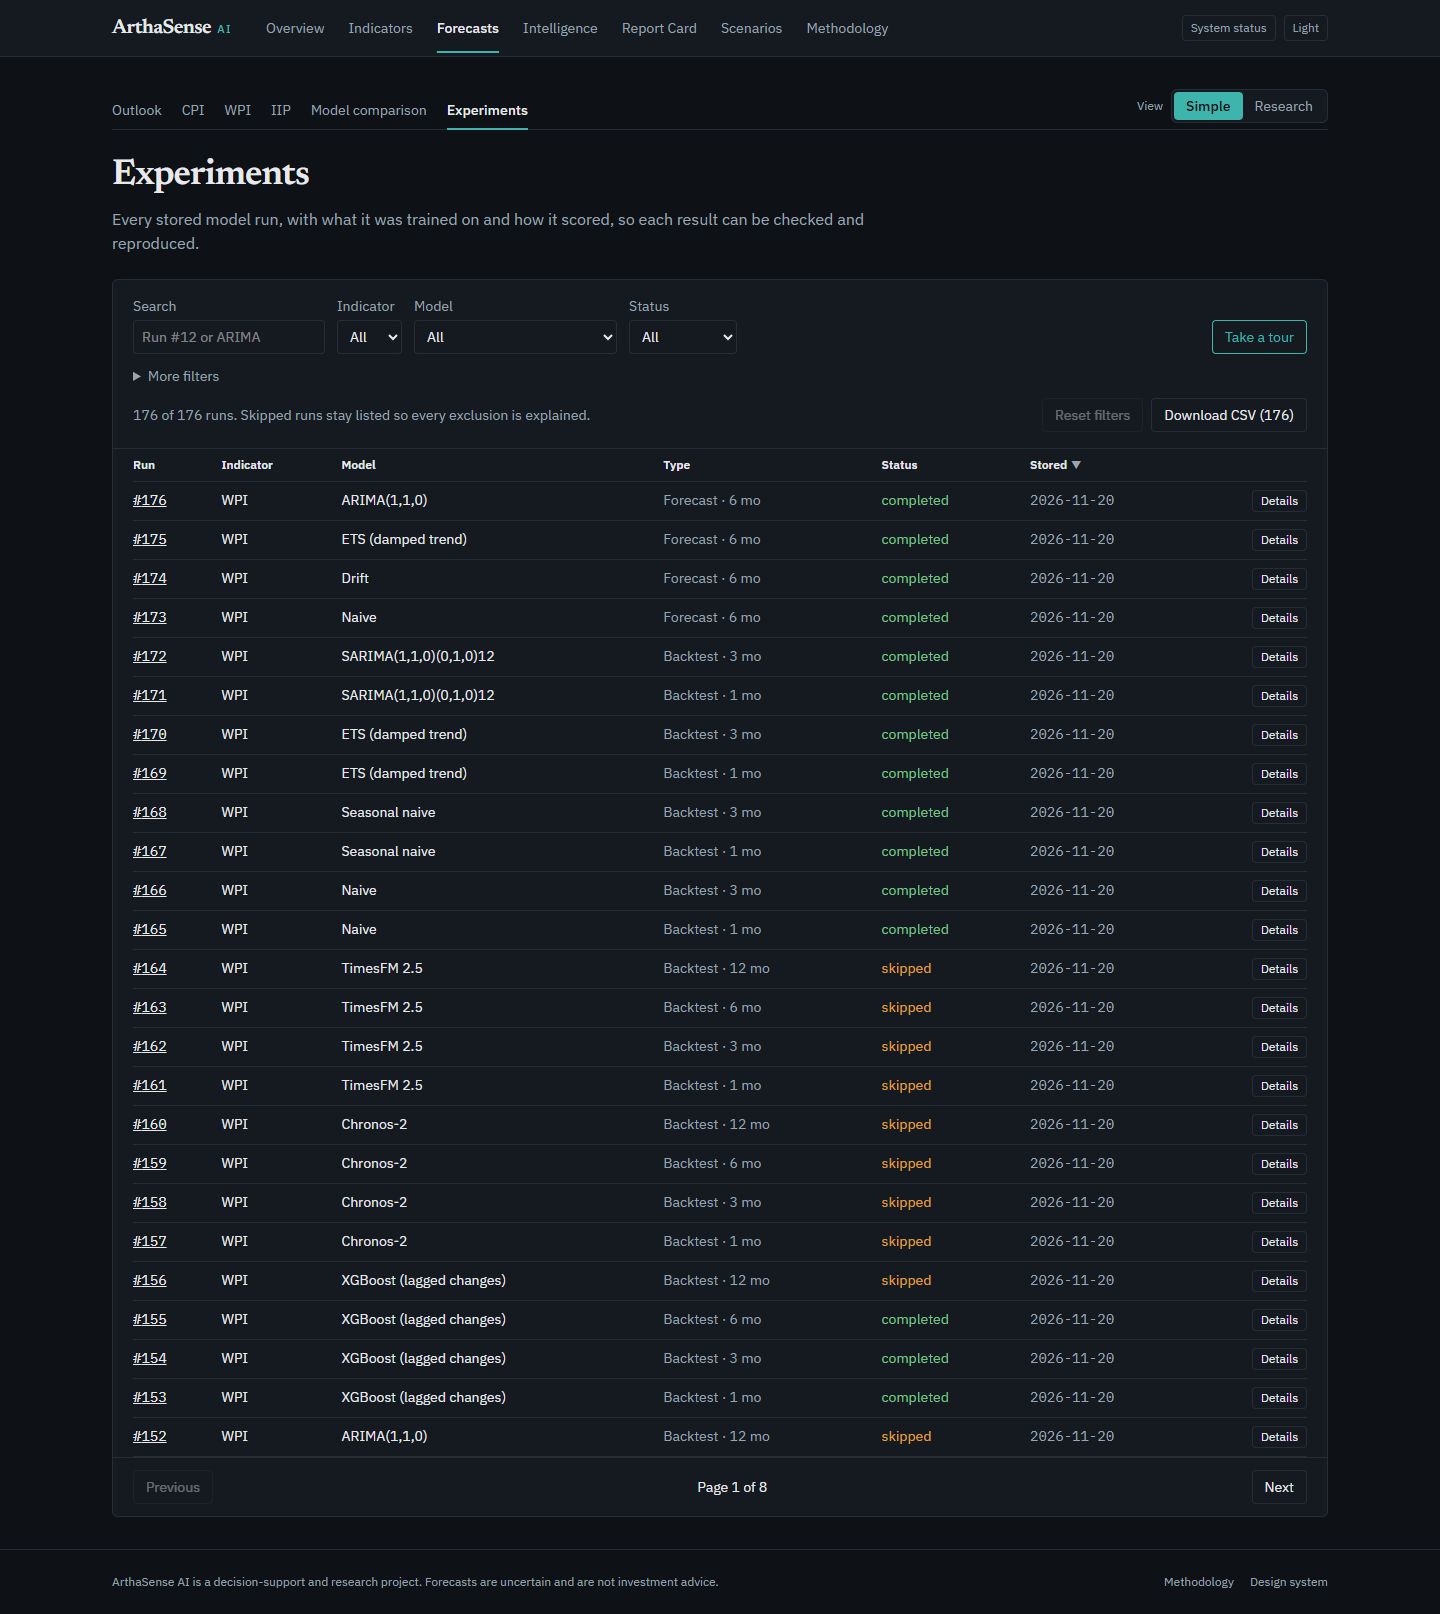 ArthaSense AI Overview Indicators Forecasts Intelligence Report Card Scenarios Methodology System status Light
Outlook CPI WPI IIP Model comparison Experiments View Simple Research
Experiments
Every stored model run, with what it was trained on and how it scored, so each result can be checked and
reproduced.
Search Indicator Model Status
Run #12 or ARIMA All All All Take a tour
▶ More filters
176 of 176 runs. Skipped runs stay listed so every exclusion is explained. Reset filters Download CSV (176)
Run Indicator Model Type Status Stored ▼
#176 WPI ARIMA(1,1,0) Forecast · 6 mo completed 2026-11-20 Details
#175 WPI ETS (damped trend) Forecast · 6 mo completed 2026-11-20 Details
#174 WPI Drift Forecast · 6 mo completed 2026-11-20 Details
#173 WPI Naive Forecast · 6 mo completed 2026-11-20 Details
#172 WPI SARIMA(1,1,0)(0,1,0)12 Backtest · 3 mo completed 2026-11-20 Details
#171 WPI SARIMA(1,1,0)(0,1,0)12 Backtest · 1 mo completed 2026-11-20 Details
#170 WPI ETS (damped trend) Backtest · 3 mo completed 2026-11-20 Details
#169 WPI ETS (damped trend) Backtest · 1 mo completed 2026-11-20 Details
#168 WPI Seasonal naive Backtest · 3 mo completed 2026-11-20 Details
#167 WPI Seasonal naive Backtest · 1 mo completed 2026-11-20 Details
#166 WPI Naive Backtest · 3 mo completed 2026-11-20 Details
#165 WPI Naive Backtest · 1 mo completed 2026-11-20 Details
#164 WPI TimesFM 2.5 Backtest · 12 mo skipped 2026-11-20 Details
#163 WPI TimesFM 2.5 Backtest · 6 mo skipped 2026-11-20 Details
#162 WPI TimesFM 2.5 Backtest · 3 mo skipped 2026-11-20 Details
#161 WPI TimesFM 2.5 Backtest · 1 mo skipped 2026-11-20 Details
#160 WPI Chronos-2 Backtest · 12 mo skipped 2026-11-20 Details
#159 WPI Chronos-2 Backtest · 6 mo skipped 2026-11-20 Details
#158 WPI Chronos-2 Backtest · 3 mo skipped 2026-11-20 Details
#157 WPI Chronos-2 Backtest · 1 mo skipped 2026-11-20 Details
#156 WPI XGBoost (lagged changes) Backtest · 12 mo skipped 2026-11-20 Details
#155 WPI XGBoost (lagged changes) Backtest · 6 mo completed 2026-11-20 Details
#154 WPI XGBoost (lagged changes) Backtest · 3 mo completed 2026-11-20 Details
#153 WPI XGBoost (lagged changes) Backtest · 1 mo completed 2026-11-20 Details
#152 WPI ARIMA(1,1,0) Backtest · 12 mo skipped 2026-11-20 Details
Previous Page 1 of 8 Next
ArthaSense AI is a decision-support and research project. Forecasts are uncertain and are not investment advice. Methodology Design system